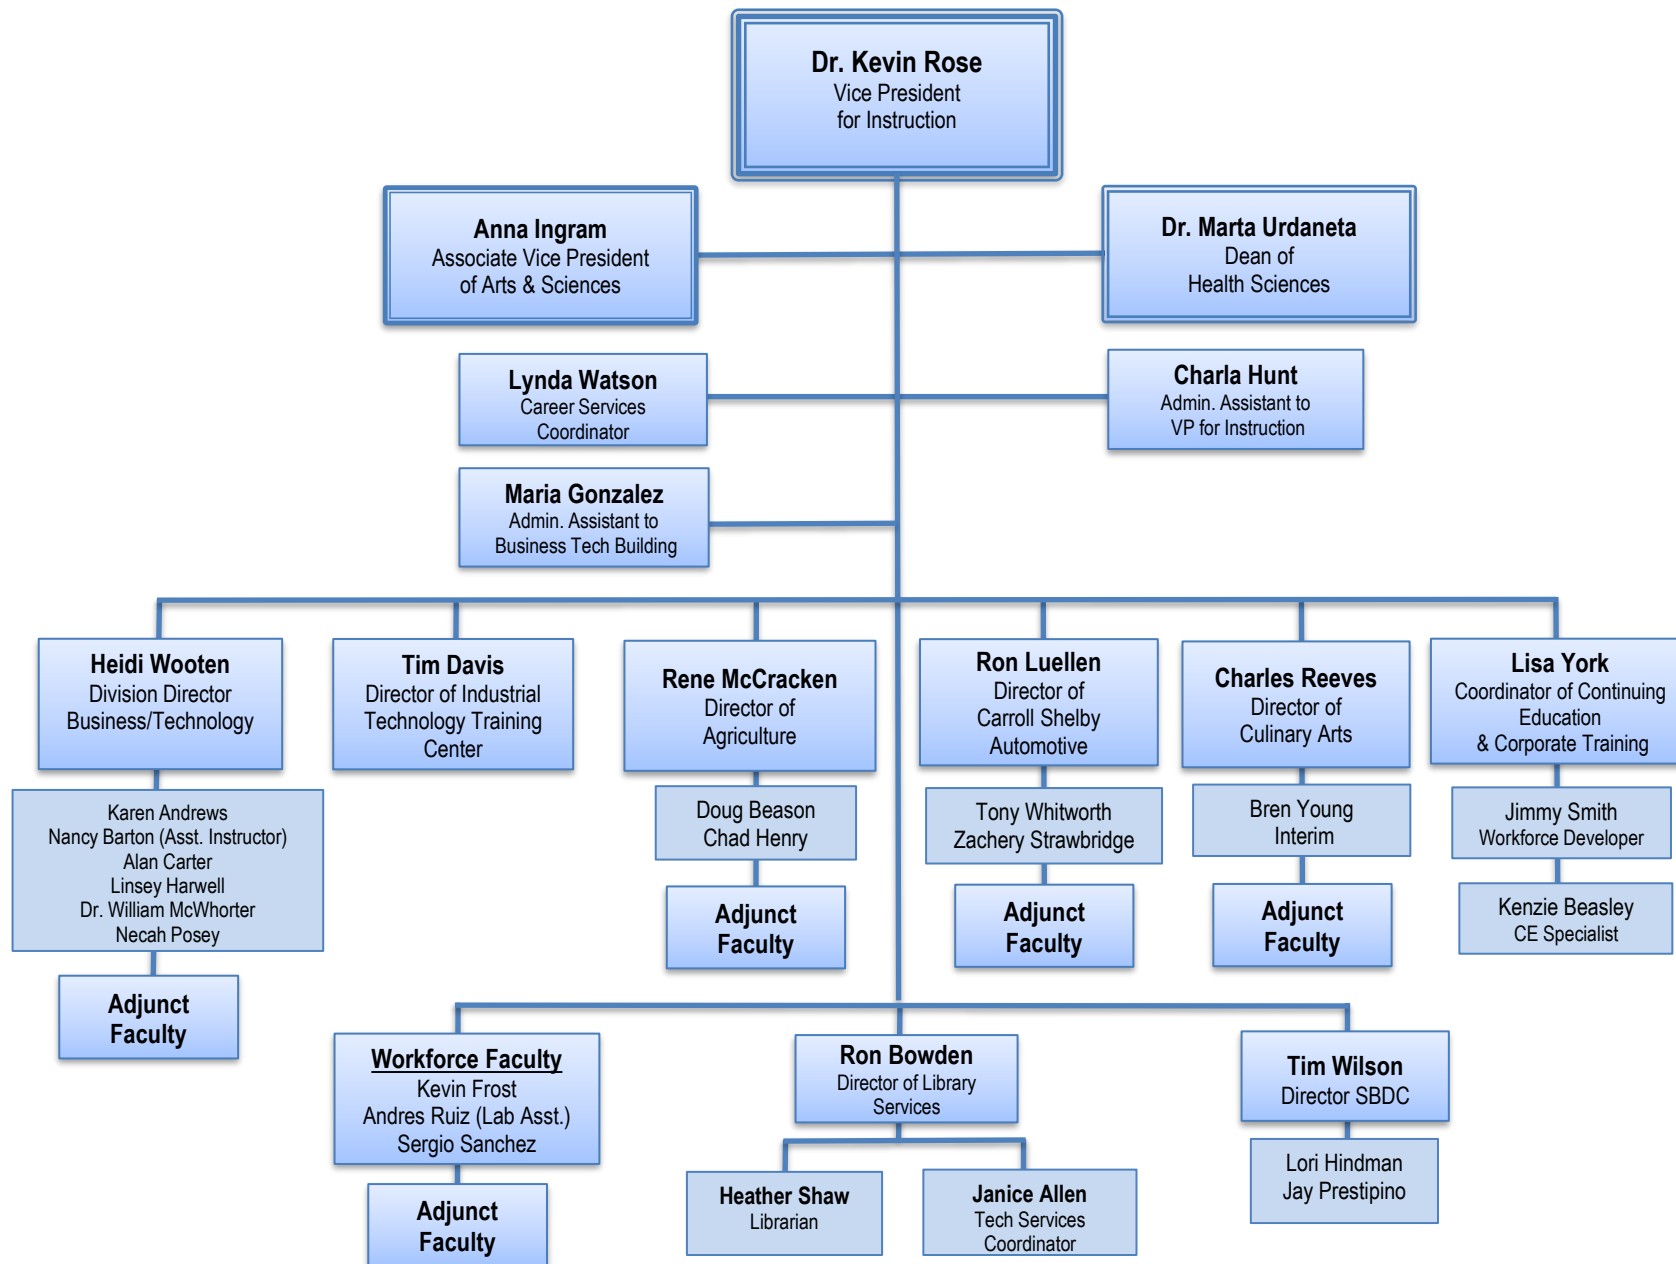 Dr. Kevin Rose
Vice President
for Instruction
Anna Ingram
Associate Vice President
of Arts & Sciences
Dr. Marta Urdaneta
Dean of
Health Sciences
Lynda Watson
Career Services
Coordinator
Charla Hunt
Admin. Assistant to
VP for Instruction
Maria Gonzalez
Admin. Assistant to
Business Tech Building
Heidi Wooten
Division Director
Business/Technology
Karen Andrews
Nancy Barton (Asst. Instructor)
Alan Carter
Linsey Harwell
Dr. William McWhorter
Necah Posey
Adjunct
Faculty
Tim Davis
Director of Industrial
Technology Training
Center
Rene McCracken
Director of
Agriculture
Doug Beason
Chad Henry
Adjunct
Faculty
Ron Luellen
Director of
Carroll Shelby
Automotive
Tony Whitworth
Zachery Strawbridge
Adjunct
Faculty
Charles Reeves
Director of
Culinary Arts
Bren Young
Interim
Adjunct
Faculty
Lisa York
Coordinator of Continuing
Education
& Corporate Training
Jimmy Smith
Workforce Developer
Kenzie Beasley
CE Specialist
Workforce Faculty
Kevin Frost
Andres Ruiz (Lab Asst.)
Sergio Sanchez
Adjunct
Faculty
Ron Bowden
Director of Library
Services
Heather Shaw
Librarian
Janice Allen
Tech Services
Coordinator
Tim Wilson
Director SBDC
Lori Hindman
Jay Prestipino